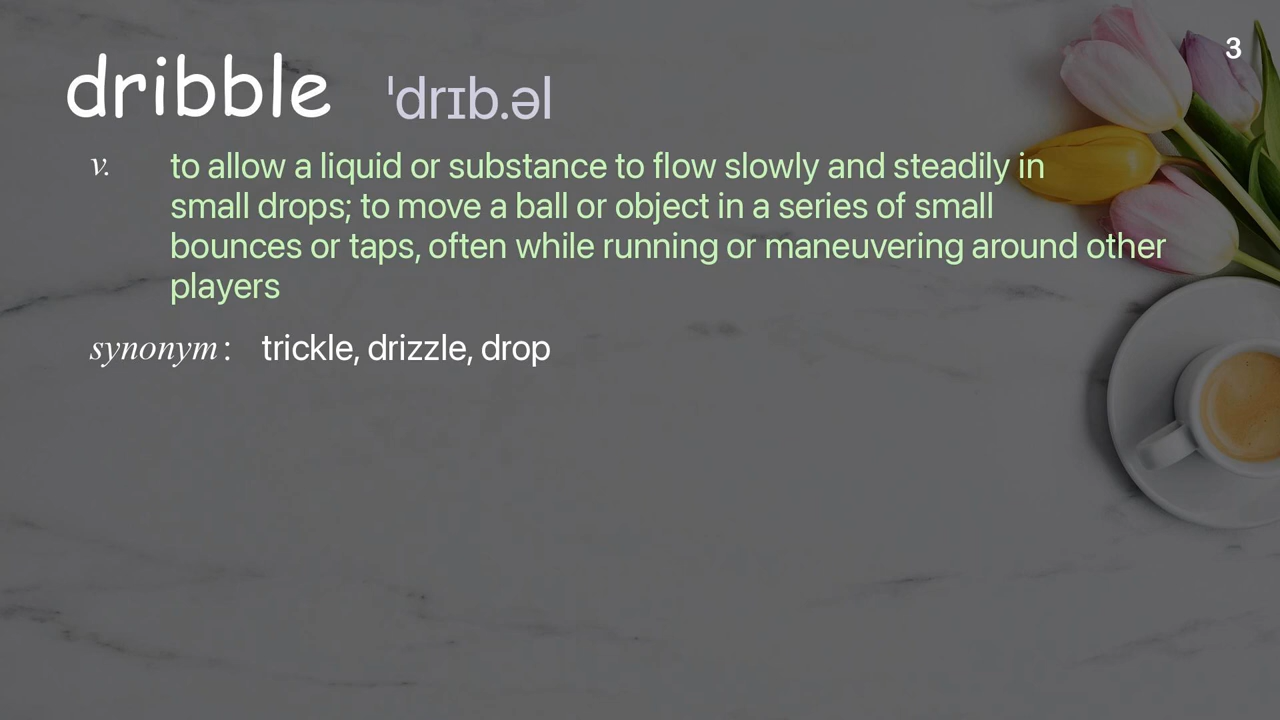 3
dribble ˈdrɪb.əl
v. to allow a liquid or substance to flow slowly and steadily in
small drops; to move a ball or object in a series of small
bounces or taps, often while running or maneuvering around other
players
synonym: trickle, drizzle, drop